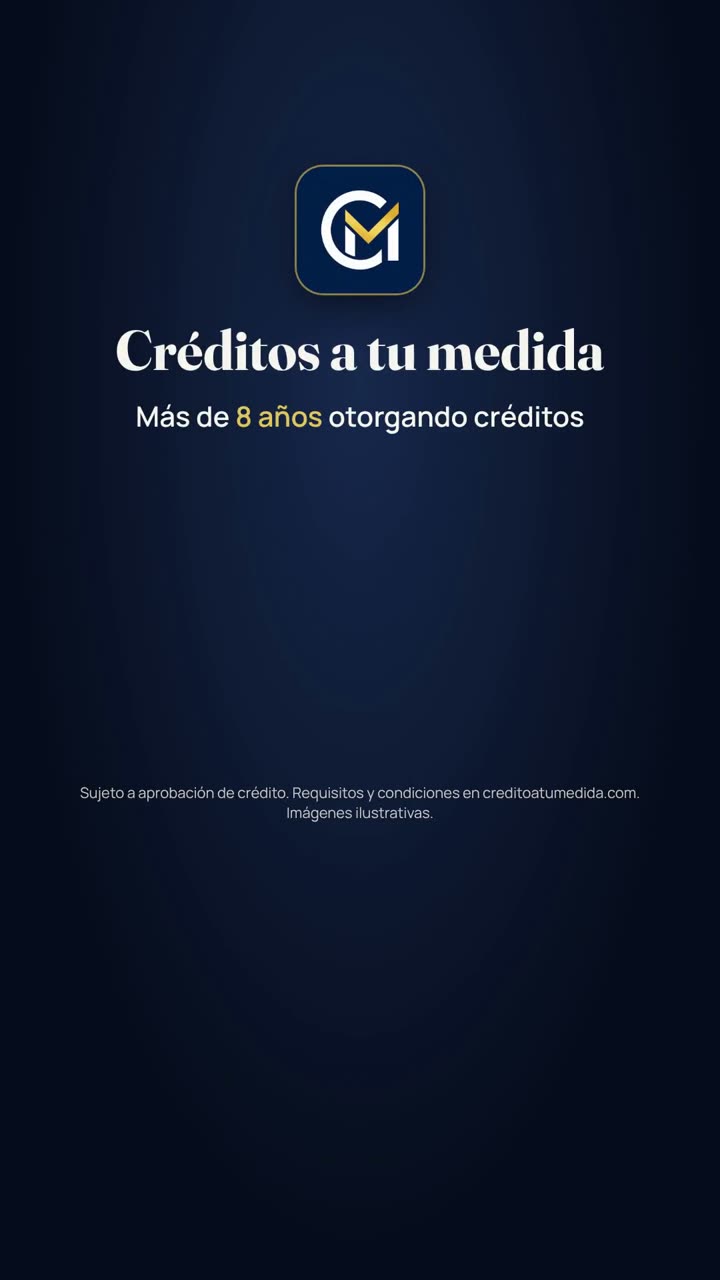 CM
Créditos a tu medida
Más de 8 años otorgando créditos
Sujeto a aprobación de crédito. Requisitos y condiciones en creditoatumedida.com.
Imágenes ilustrativas.